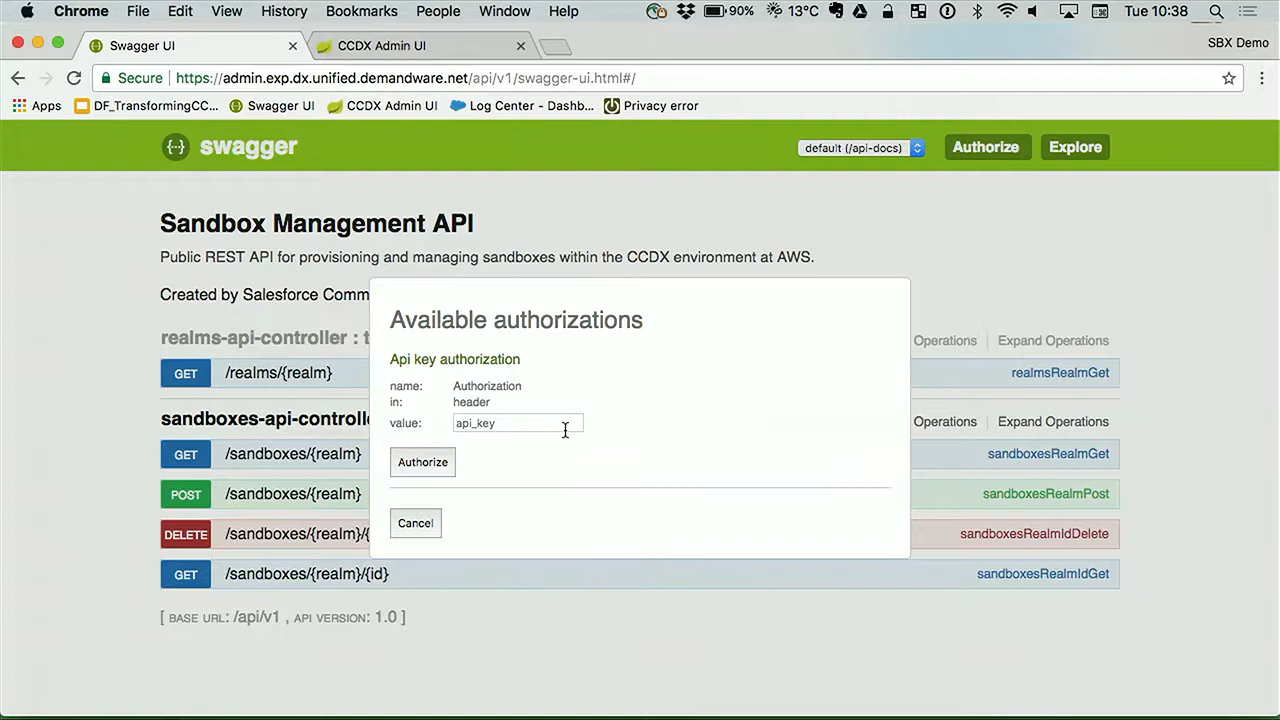 Chrome File Edit View History Bookmarks People Window Help 90% 13°C Tue 10:38
Swagger UI CCDX Admin UI SBX Demo
Secure https://admin.exp.dx.unified.demandware.net/api/v1/swagger-ui.html#/
Apps DF_TransformingCC... Swagger UI CCDX Admin UI Log Center - Dashb... Privacy error
{··} swagger default (/api-docs) Authorize Explore
Sandbox Management API
Public REST API for provisioning and managing sandboxes within the CCDX environment at AWS.
Created by Salesforce Comm
realms-api-controller : t Operations Expand Operations
GET /realms/{realm} realmsRealmGet
sandboxes-api-controlle Operations Expand Operations
GET /sandboxes/{realm} sandboxesRealmGet
POST /sandboxes/{realm} sandboxesRealmPost
DELETE /sandboxes/{realm}/{ sandboxesRealmIdDelete
GET /sandboxes/{realm}/{id} sandboxesRealmIdGet
[ BASE URL: /api/v1 , API VERSION: 1.0 ]
Available authorizations
Api key authorization
name: Authorization
in: header
value: api_key
Authorize
Cancel